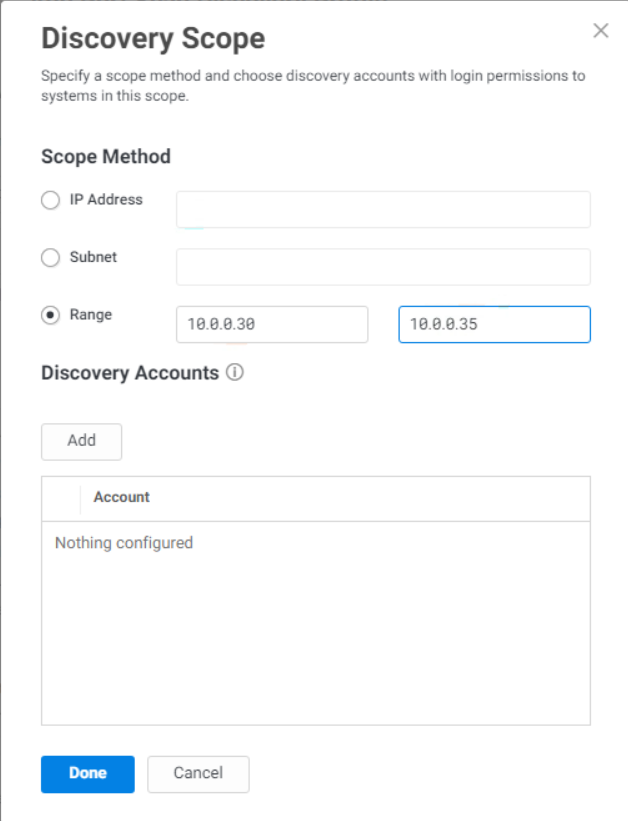 Discovery Scope
Specify a scope method and choose discovery accounts with login permissions to
systems in this scope.
Scope Method
IP Address
Subnet
Range 10.0.0.30 10.0.0.35
Discovery Accounts
Add
Account
Nothing configured
Done Cancel